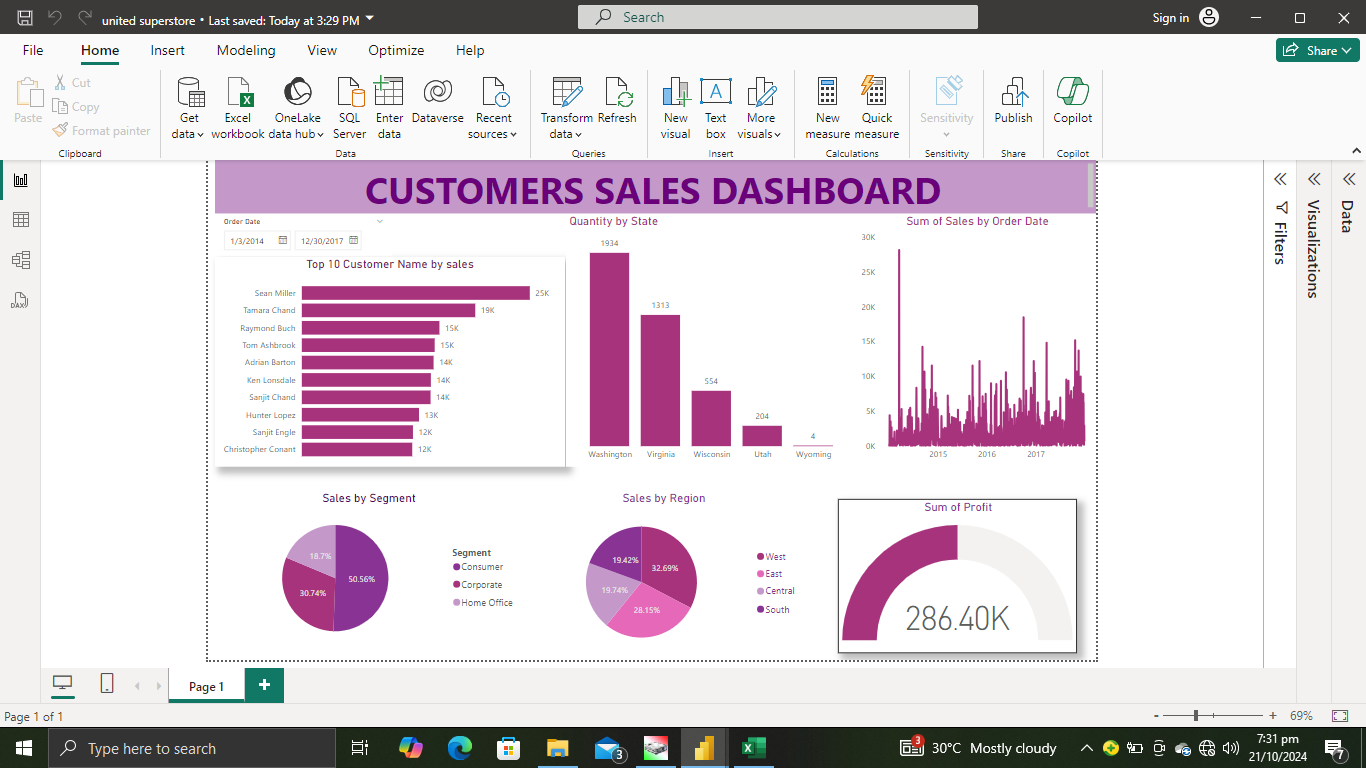 united superstore • Last saved: Today at 3:29 PM
Search
Sign in
File
Home
Insert
Modeling
View
Optimize
Help
Share
Paste
Cut
Copy
Format painter
Get data
Excel workbook
OneLake data hub
SQL Server
Enter data
Dataverse
Recent sources
Transform data
Refresh
New visual
Text box
More visuals
New measure
Quick measure
Sensitivity
Publish
Copilot
Clipboard
Data
Queries
Insert
Calculations
Sensitivity
Share
Copilot
CUSTOMERS SALES DASHBOARD
Order Date
1/3/2014
12/30/2017
Top 10 Customer Name by sales
Sean Miller 25K
Tamara Chand 19K
Raymond Buch 15K
Tom Ashbrook 15K
Adrian Barton 14K
Ken Lonsdale 14K
Sanjit Chand 14K
Hunter Lopez 13K
Sanjit Engle 12K
Christopher Conant 12K
Quantity by State
1934
1313
554
204
4
Washington
Virginia
Wisconsin
Utah
Wyoming
Sum of Sales by Order Date
30K
25K
20K
15K
10K
5K
0K
2015
2016
2017
Sales by Segment
18.7%
50.56%
30.74%
Segment
Consumer
Corporate
Home Office
Sales by Region
19.42%
32.69%
19.74%
28.15%
West
East
Central
South
Sum of Profit
286.40K
Filters
Visualizations
Data
DAX
Page 1
+
Page 1 of 1
- + 69%
Type here to search
3
3
30°C Mostly cloudy
7:31 pm
21/10/2024
7